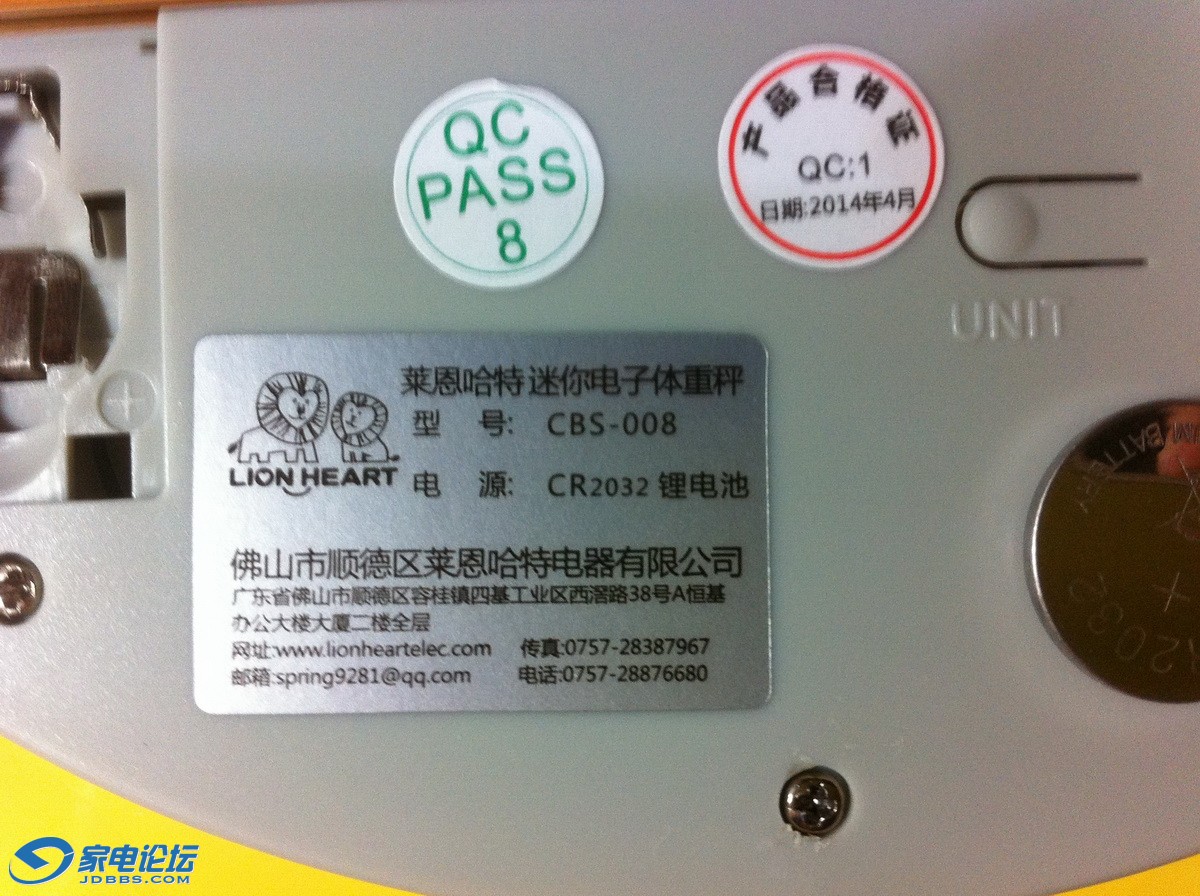 QC
PASS
8
产品合格证
QC:1
日期:2014年4月
UNIT
莱恩哈特 迷你电子体重秤
型 号: CBS-008
LION HEART
电 源: CR2032 锂电池
佛山市顺德区莱恩哈特电器有限公司
广东省佛山市顺德区容桂镇四基工业区西滘路38号A恒基
办公大楼大厦二楼全层
网址:www.lionheartelec.com 传真:0757-28387967
邮箱:spring9281@qq.com 电话:0757-28876680
BATTERY
2032
+
家电论坛
JDBBS.COM